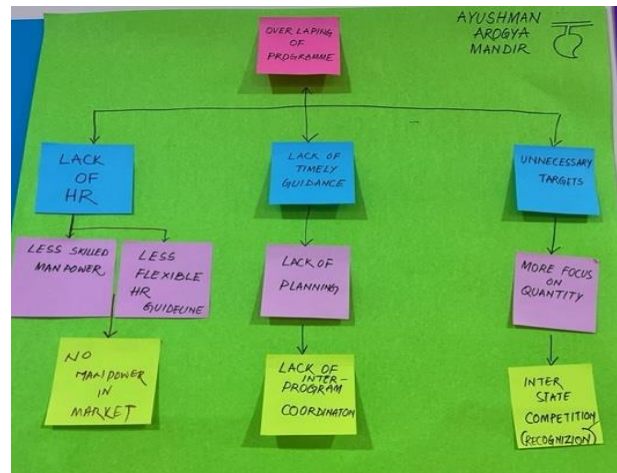 AYUSHMAN
AROGYA
MANDIR
OVER LAPING
OF
PROGRAMME
LACK
OF
HR
LACK OF
TIMELY
GUIDANCE
UNNECESSARY
TARGETS
LESS SKILLED
MANPOWER
LESS
FLEXIBLE
HR
GUIDELINE
LACK OF
PLANNING
MORE FOCUS
ON
QUANTITY
NO
MANPOWER
IN
MARKET
LACK OF
INTER-
PROGRAM
COORDINATON
INTER
STATE
COMPETITION
(RECOGNIZION)